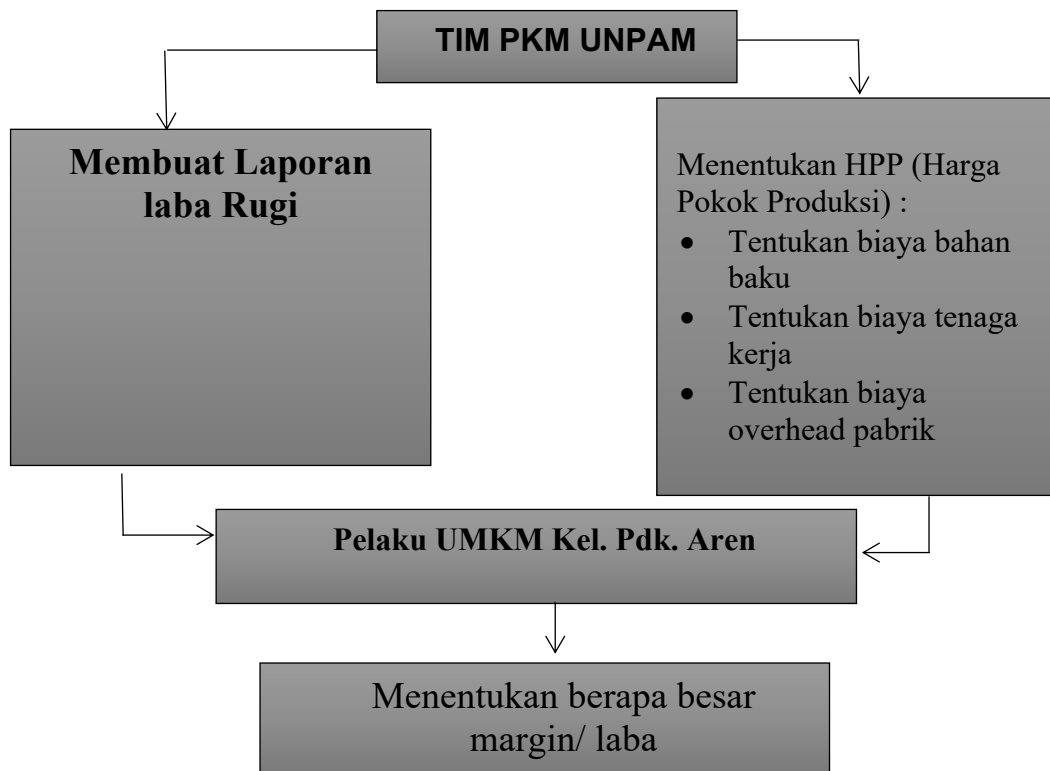 TIM PKM UNPAM
Membuat Laporan
laba Rugi
Menentukan HPP (Harga
Pokok Produksi) :
• Tentukan biaya bahan
baku
• Tentukan biaya tenaga
kerja
• Tentukan biaya
overhead pabrik
Pelaku UMKM Kel. Pdk. Aren
Menentukan berapa besar
margin/ laba